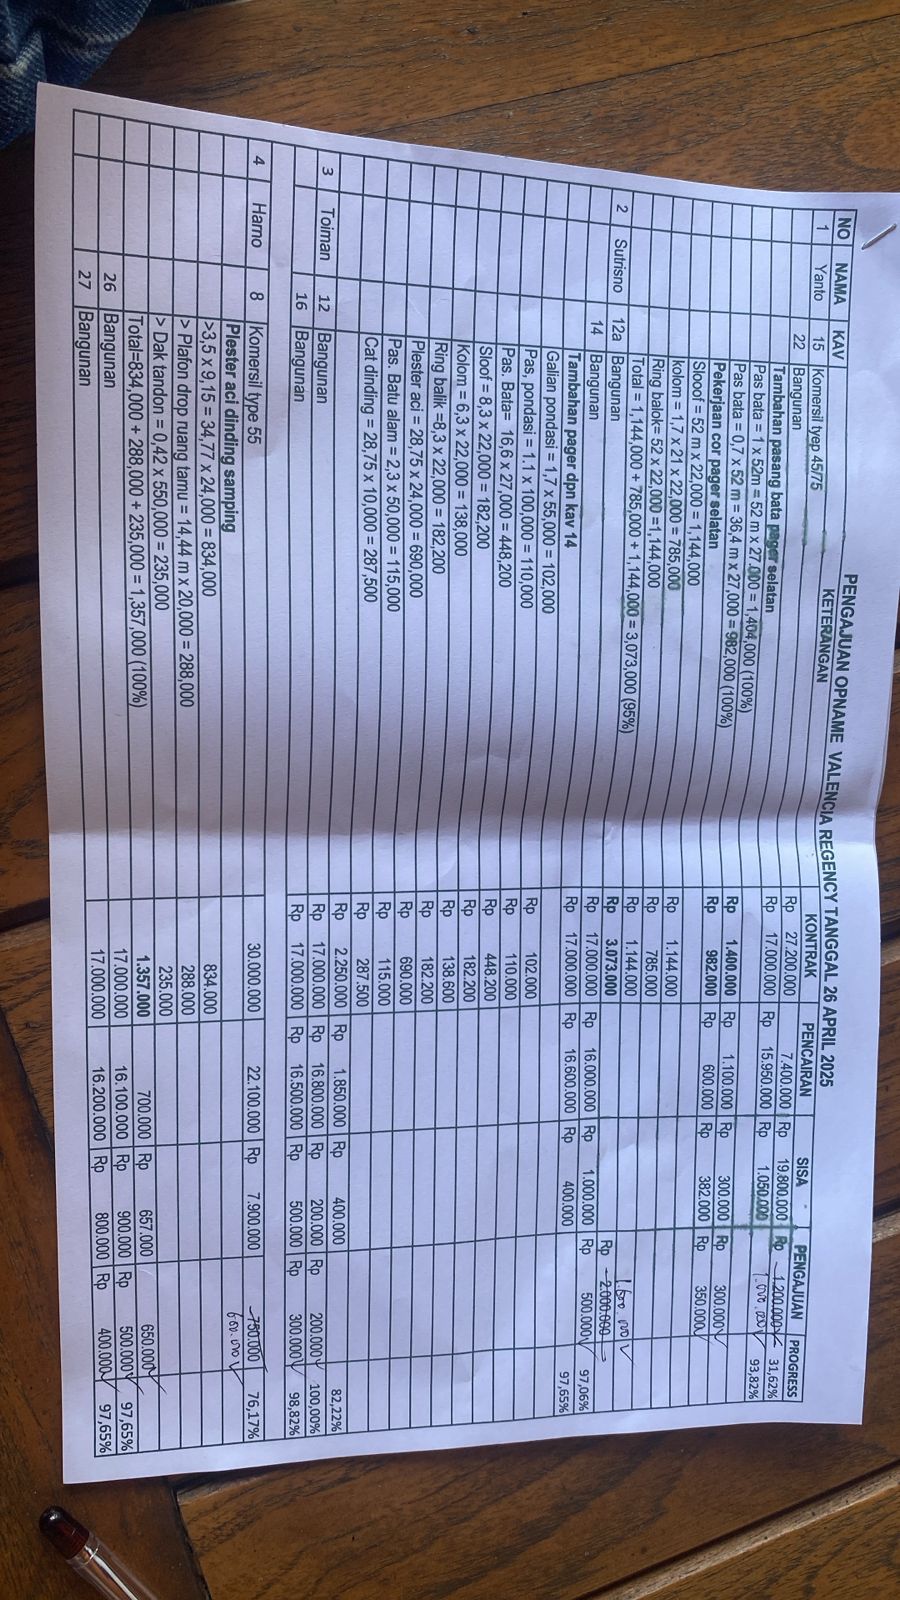 PENGAJUAN OPNAME VALENCIA REGENCY TANGGAL 26 APRIL 2025
NO NAMA KAV KETERANGAN KONTRAK PENCAIRAN SISA PENGAJUAN PROGRESS
1 Yanto 15 Komersil tyep 45/75 Rp 27.200.000 7.400.000 Rp 19.800.000 Rp 1.200.000 31,62%
1.000.000
22 Bangunan Rp 17.000.000 Rp 15.950.000 Rp 1.050.000 93,82%
Tambahan pasang bata pager selatan
Pas bata = 1 x 52m = 52 m x 27.000 = 1,404,000 (100%) Rp 1.400.000 Rp 1.100.000 Rp 300.000 Rp 300.000
Pas bata = 0,7 x 52 m = 36,4 m x 27,000 = 982,000 (100%) Rp 982.000 Rp 600.000 Rp 382.000 Rp 350.000
Pekerjaan cor pager selatan
Slooof = 52 m x 22,000 = 1,144,000 Rp 1.144.000
kolom = 1,7 x 21 x 22,000 = 785,000 Rp 785.000
Ring balok= 52 x 22,000 =1,144,000 Rp 1.144.000
1.600.000
Total = 1,144,000 + 785,000 + 1,144,000 = 3,073,000 (95%) Rp 3.073.000 Rp 2.000.000
2 Sutrisno 12a Bangunan Rp 17.000.000 Rp 16.000.000 Rp 1.000.000 Rp 500.000 97,06%
14 Bangunan Rp 17.000.000 Rp 16.600.000 Rp 400.000 97,65%
Tambahan pager dpn kav 14
Galian pondasi = 1,7 x 55,000 = 102,000 Rp 102.000
Pas, pondasi = 1.1 x 100,000 = 110,000 Rp 110.000
Pas. Bata= 16,6 x 27,000 = 448,200 Rp 448.200
Sloof = 8,3 x 22,000 = 182,200 Rp 182.200
Kolom = 6,3 x 22,000 = 138,000 Rp 138.600
Ring balik =8,3 x 22,000 = 182,200 Rp 182.200
Plester aci = 28,75 x 24,000 = 690,000 Rp 690.000
Pas. Batu alam = 2,3 x 50,000 = 115,000 Rp 115.000
Cat dinding = 28,75 x 10,000 = 287,500 Rp 287.500
Rp 2.250.000 Rp 1.850.000 Rp 400.000 82,22%
3 Toiman 12 Bangunan Rp 17.000.000 Rp 16.800.000 Rp 200.000 Rp 200.000 100,00%
16 Bangunan Rp 17.000.000 Rp 16.500.000 Rp 500.000 Rp 300.000 98,82%
4 Harno 8 Komersil type 55 30.000.000 22.100.000 Rp 7.900.000 750.000 76,17%
Plester aci dinding samping 600.000
>3,5 x 9,15 = 34,77 x 24,000 = 834,000 834.000
> Plafon drop ruang tamu = 14,44 m x 20,000 = 288,000 288.000
> Dak tandon = 0,42 x 550,000 = 235,000 235.000
Total=834,000 + 288,000 + 235,000 = 1,357,000 (100%) 1.357.000 700.000 Rp 657.000 650.000
26 Bangunan 17.000.000 16.100.000 Rp 900.000 Rp 500.000 97,65%
27 Bangunan 17.000.000 16.200.000 Rp 800.000 Rp 400.000 97,65%